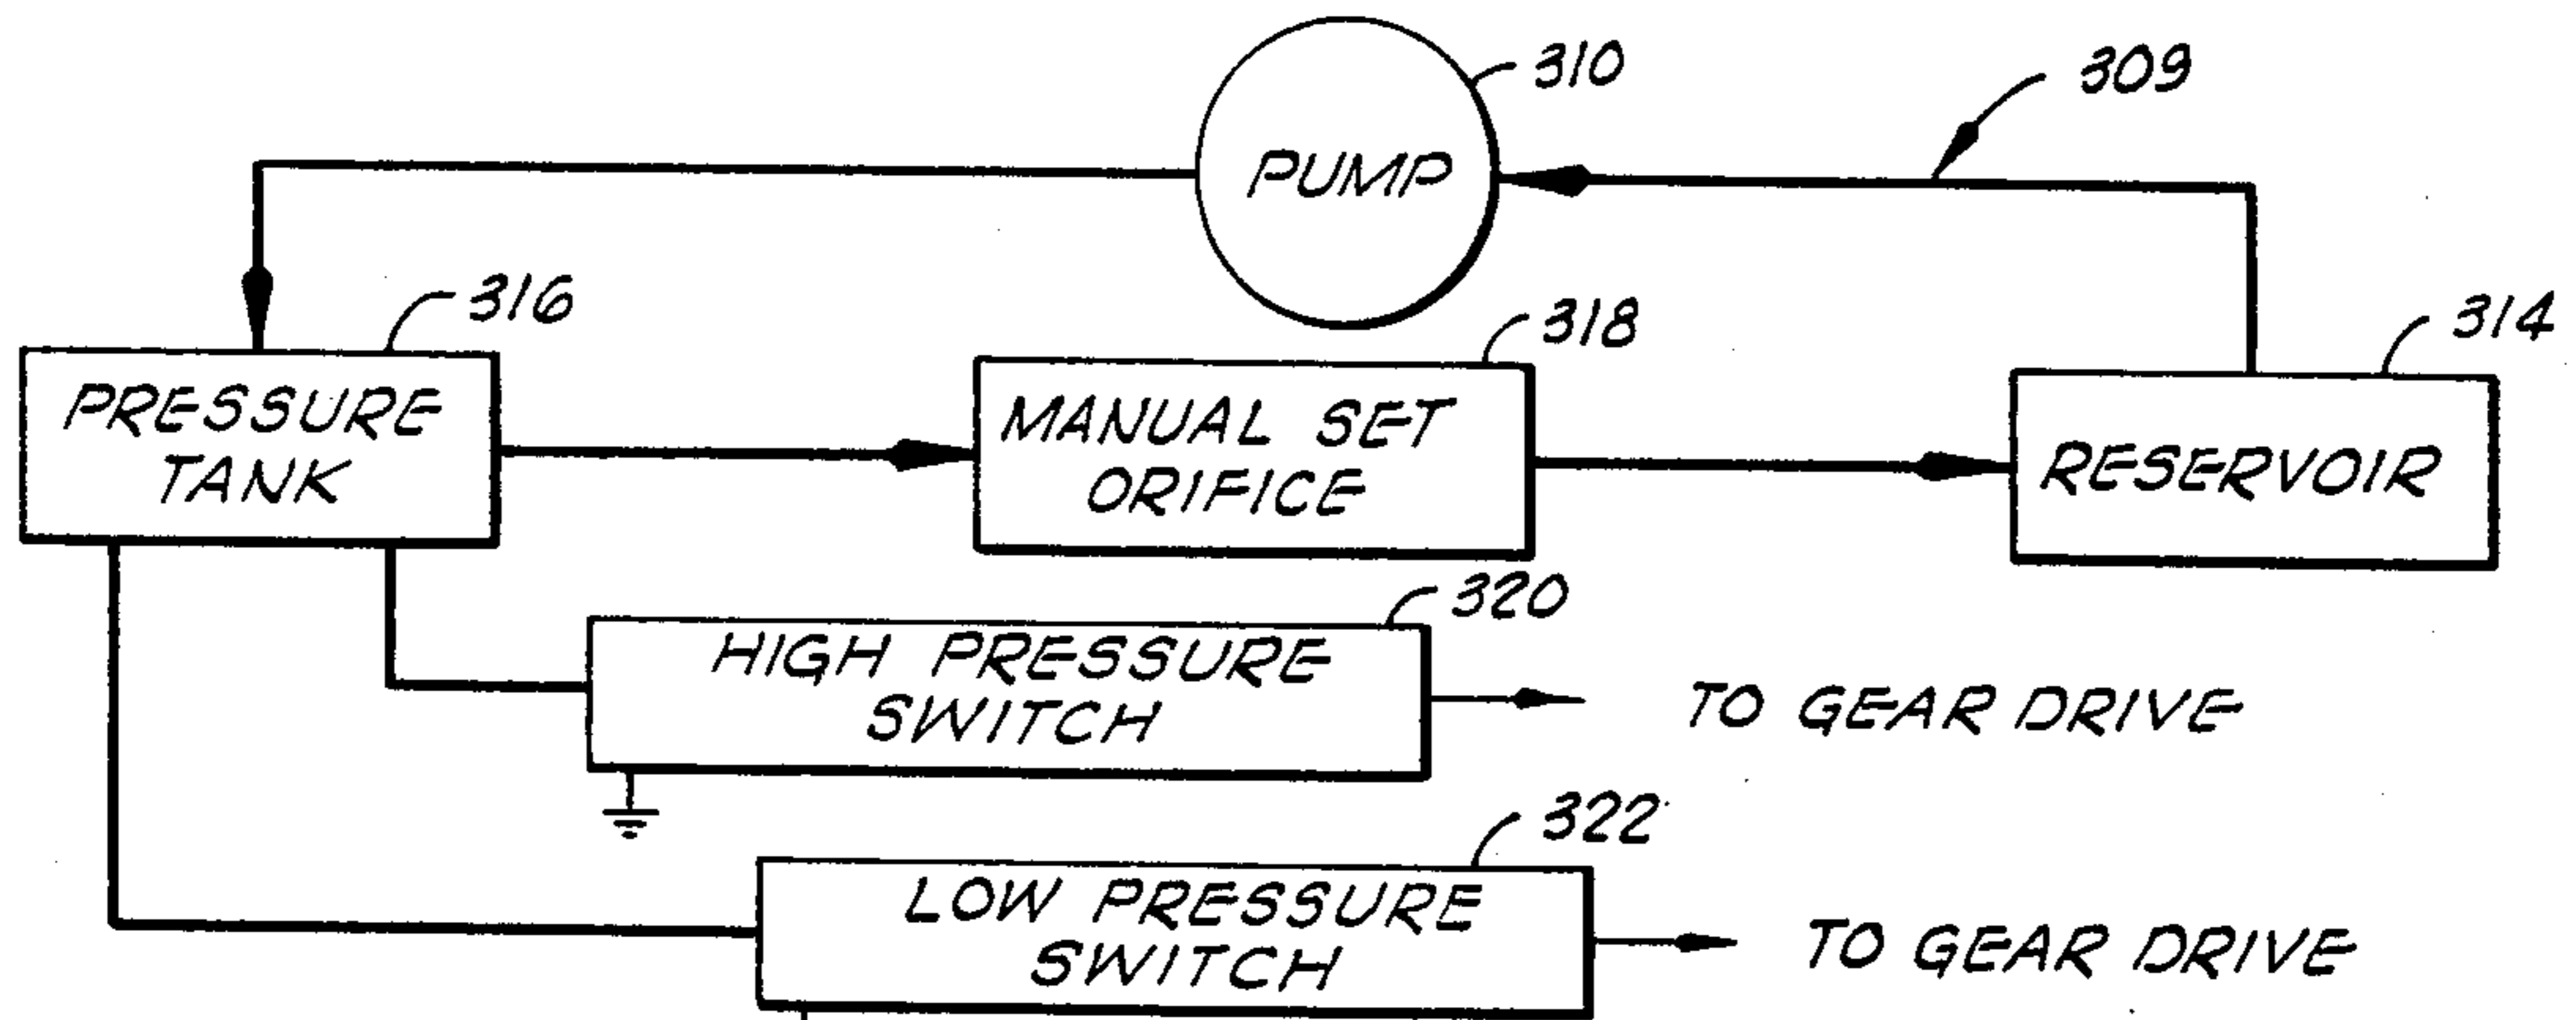 310
309
PUMP
316
318
314
PRESSURE
TANK
MANUAL SET
ORIFICE
RESERVOIR
320
HIGH PRESSURE
SWITCH
TO GEAR DRIVE
322
LOW PRESSURE
SWITCH
TO GEAR DRIVE